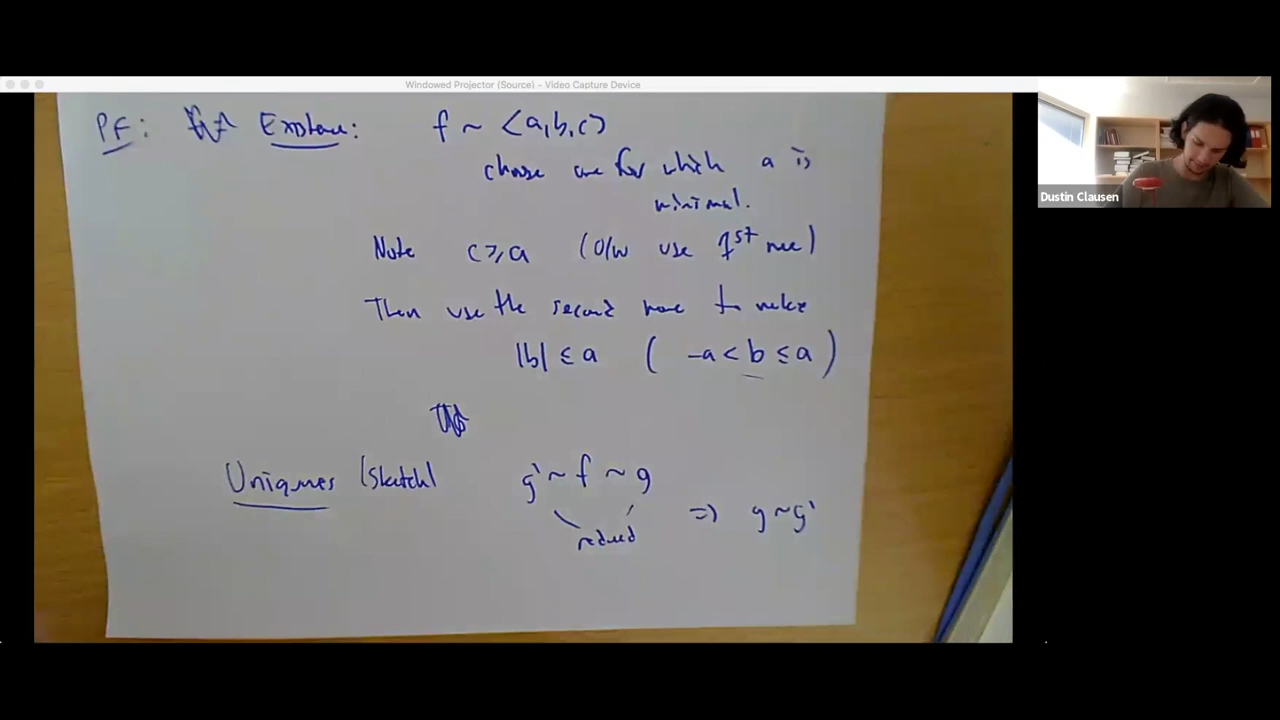 Windowed Projector (Source) - Video Capture Device
Pf: Existence: f ~ <a,b,c>
choose one for which a is
minimal.
Note c ≥ a (o/w use 1st move)
Then use the second move to make
|b| ≤ a ( -a < b ≤ a )
Uniqueness (sketch) g' ~ f ~ g
reduced ⇒ g ~ g'
Dustin Clausen